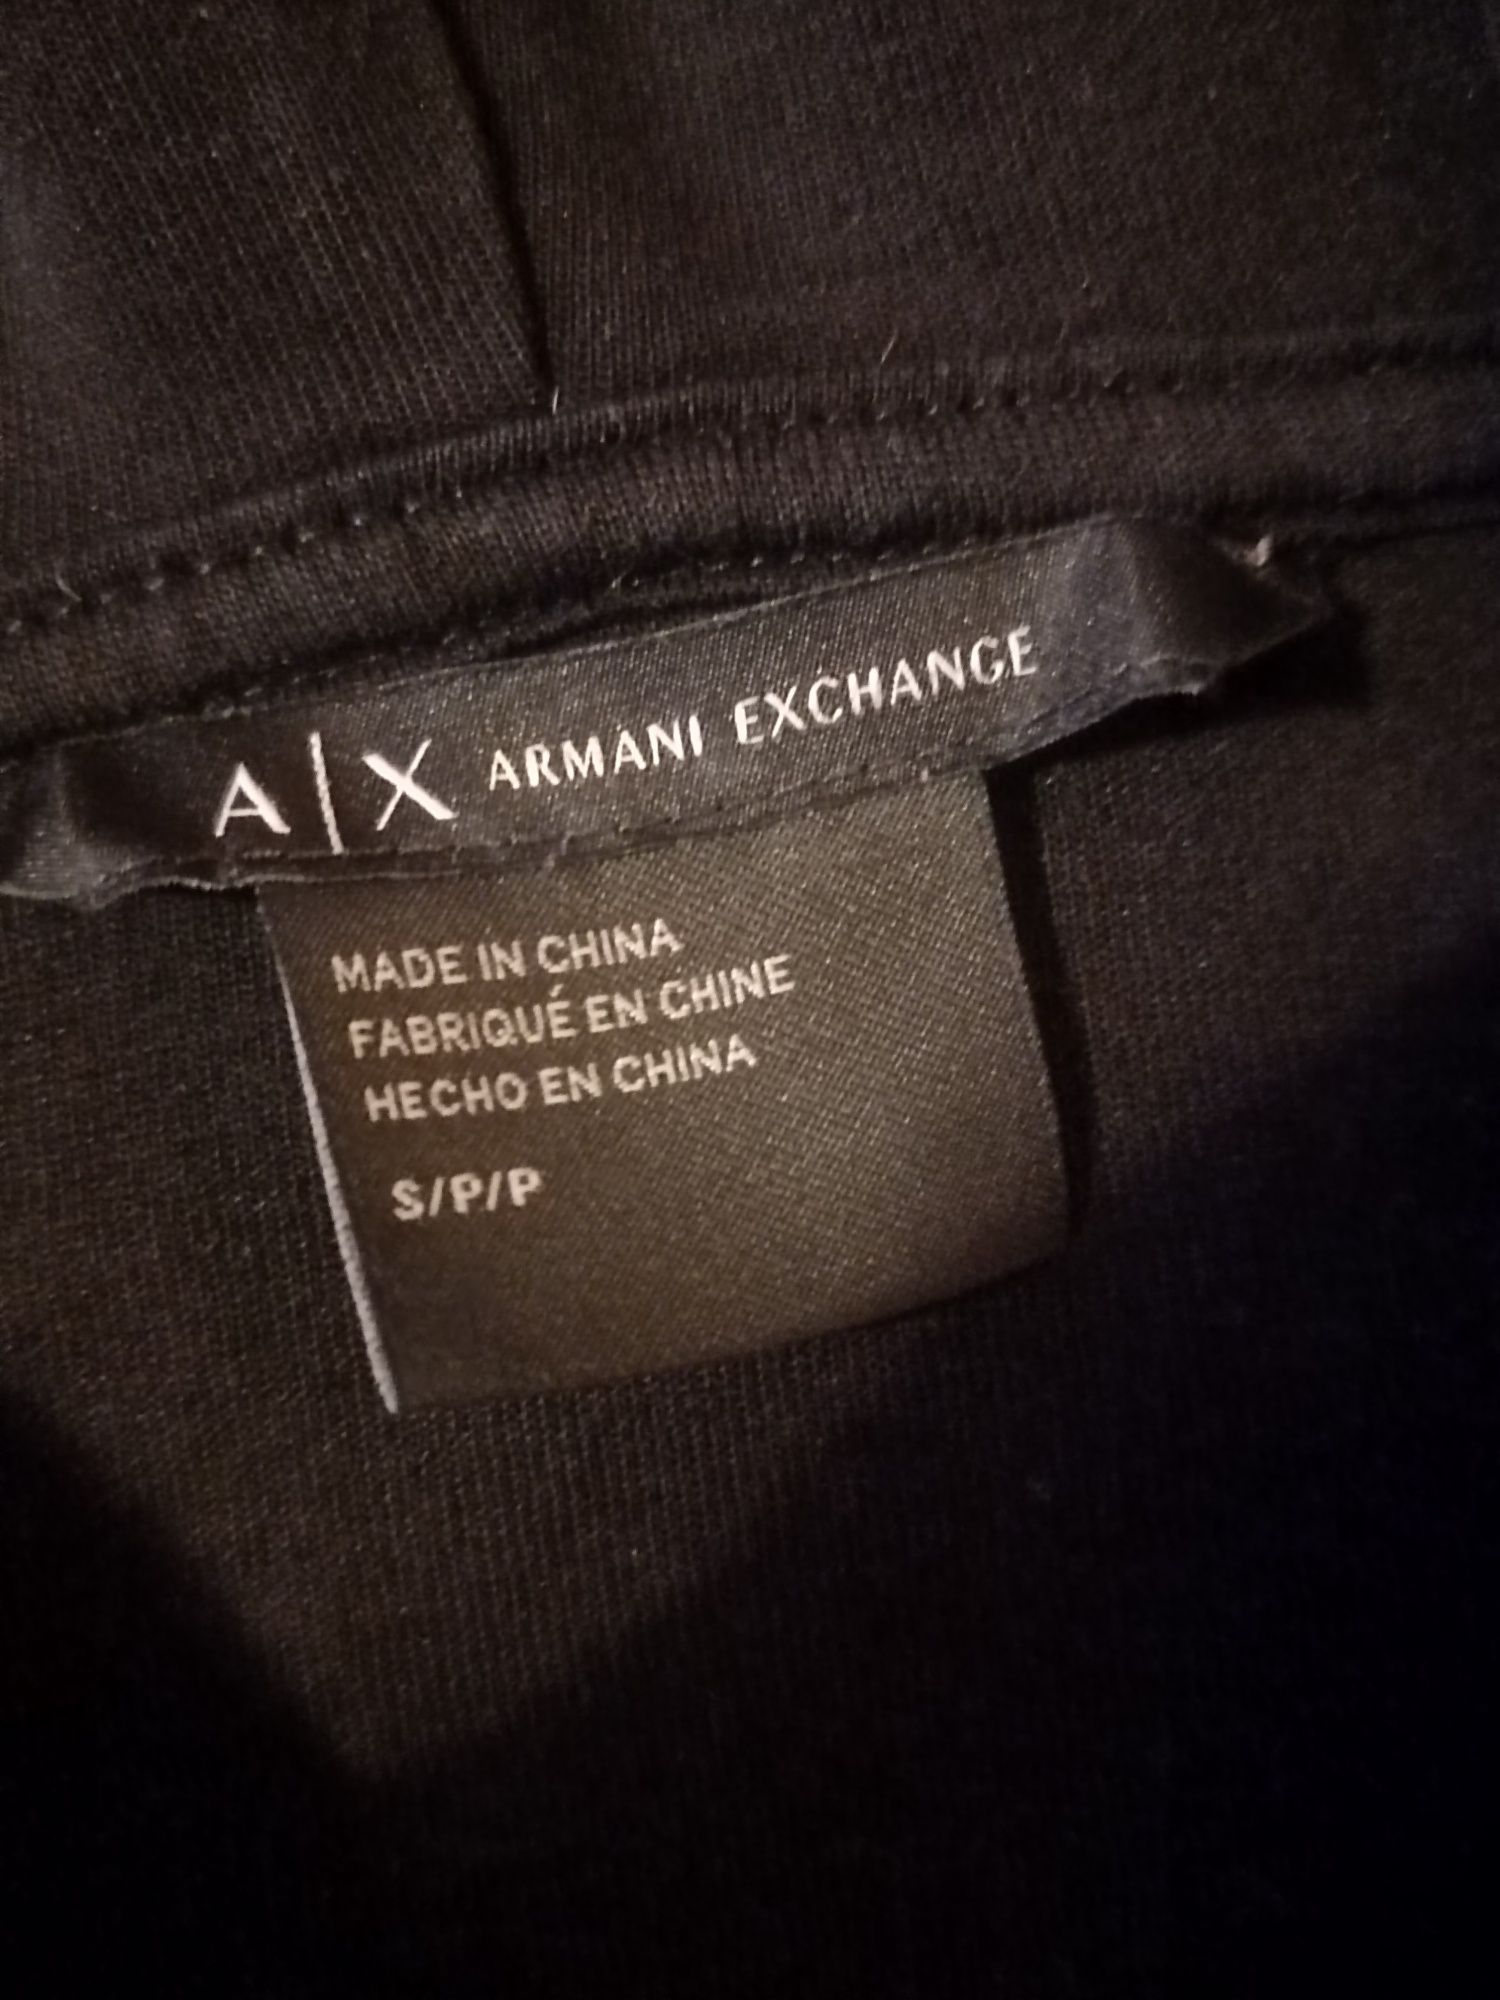 A|X ARMANI EXCHANGE
MADE IN CHINA
FABRIQUÉ EN CHINE
HECHO EN CHINA
S/P/P